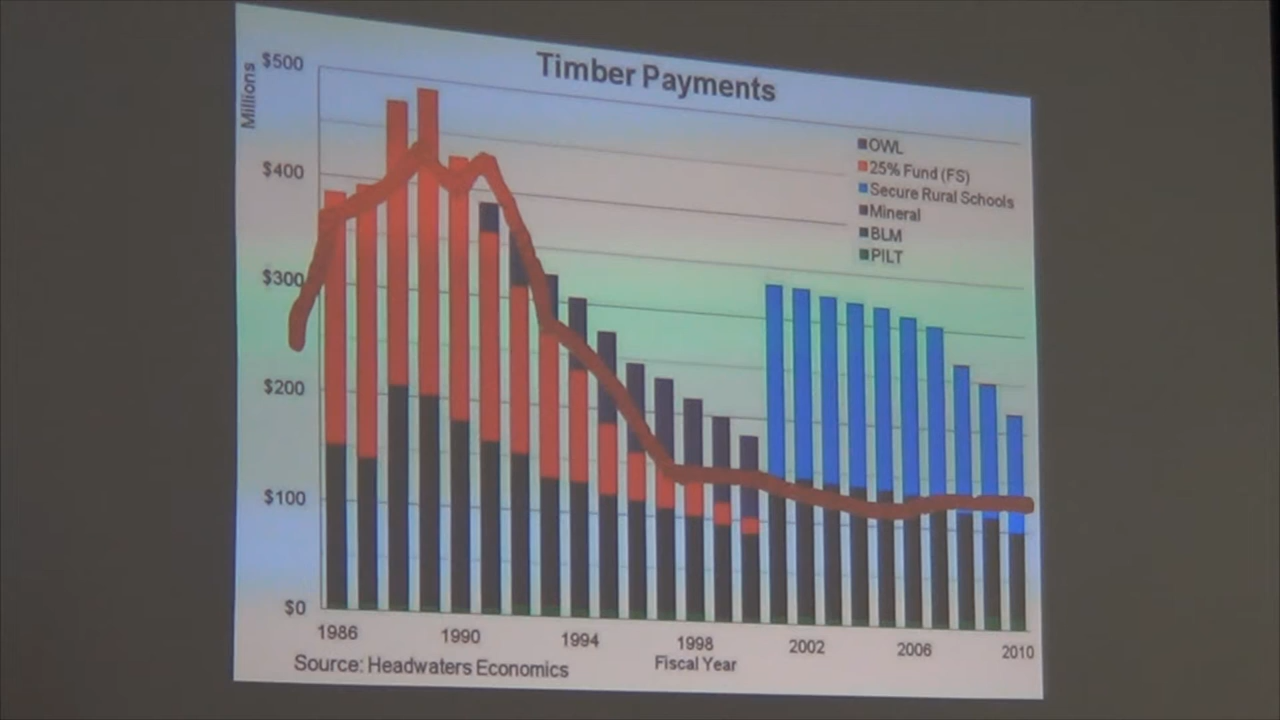 Timber Payments
Millions
$500
$400
$300
$200
$100
$0
OWL
25% Fund (FS)
Secure Rural Schools
Mineral
BLM
PILT
1986 1990 1994 1998 2002 2006 2010
Fiscal Year
Source: Headwaters Economics